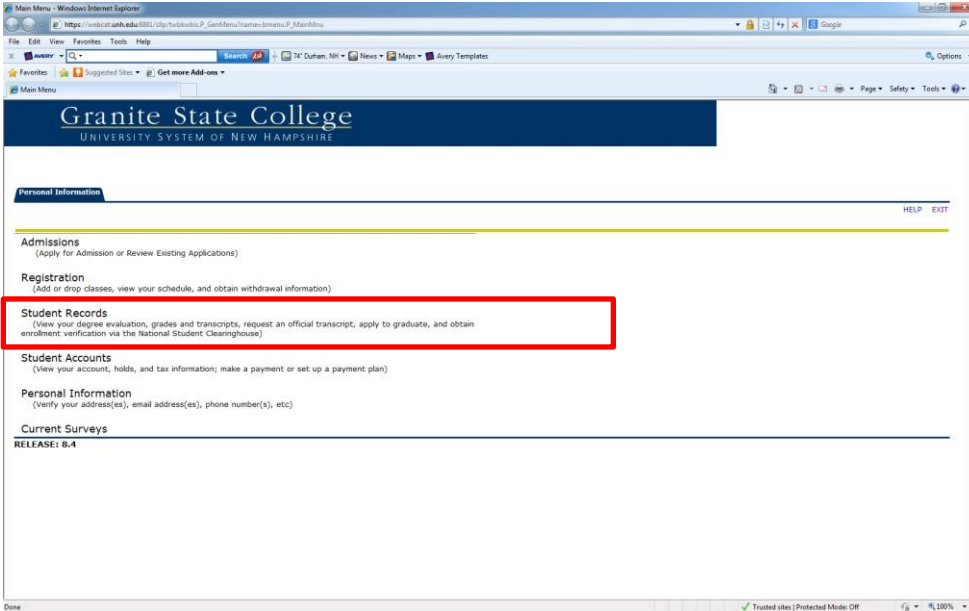 Main Menu - Windows Internet Explorer
https://webcat.unh.edu:8881/
Google
File Edit View Favorites Tools Help
X AVERY Search 74° Durham, NH News Maps Avery Templates Options
Favorites Suggested Sites Get more Add-ons
Main Menu Page Safety Tools
Granite State College
UNIVERSITY SYSTEM OF NEW HAMPSHIRE
Personal Information
HELP EXIT
Admissions
(Apply for Admission or Review Existing Applications)
Registration
(Add or drop classes, view your schedule, and obtain withdrawal information)
Student Records
(View your degree evaluation, grades and transcripts, request an official transcript, apply to graduate, and obtain
enrollment verification via the National Student Clearinghouse)
Student Accounts
(View your account, holds, and tax information; make a payment or set up a payment plan)
Personal Information
(Verify your address(es), email address(es), phone number(s), etc)
Current Surveys
RELEASE: 8.4
Done Trusted sites | Protected Mode: Off 100%